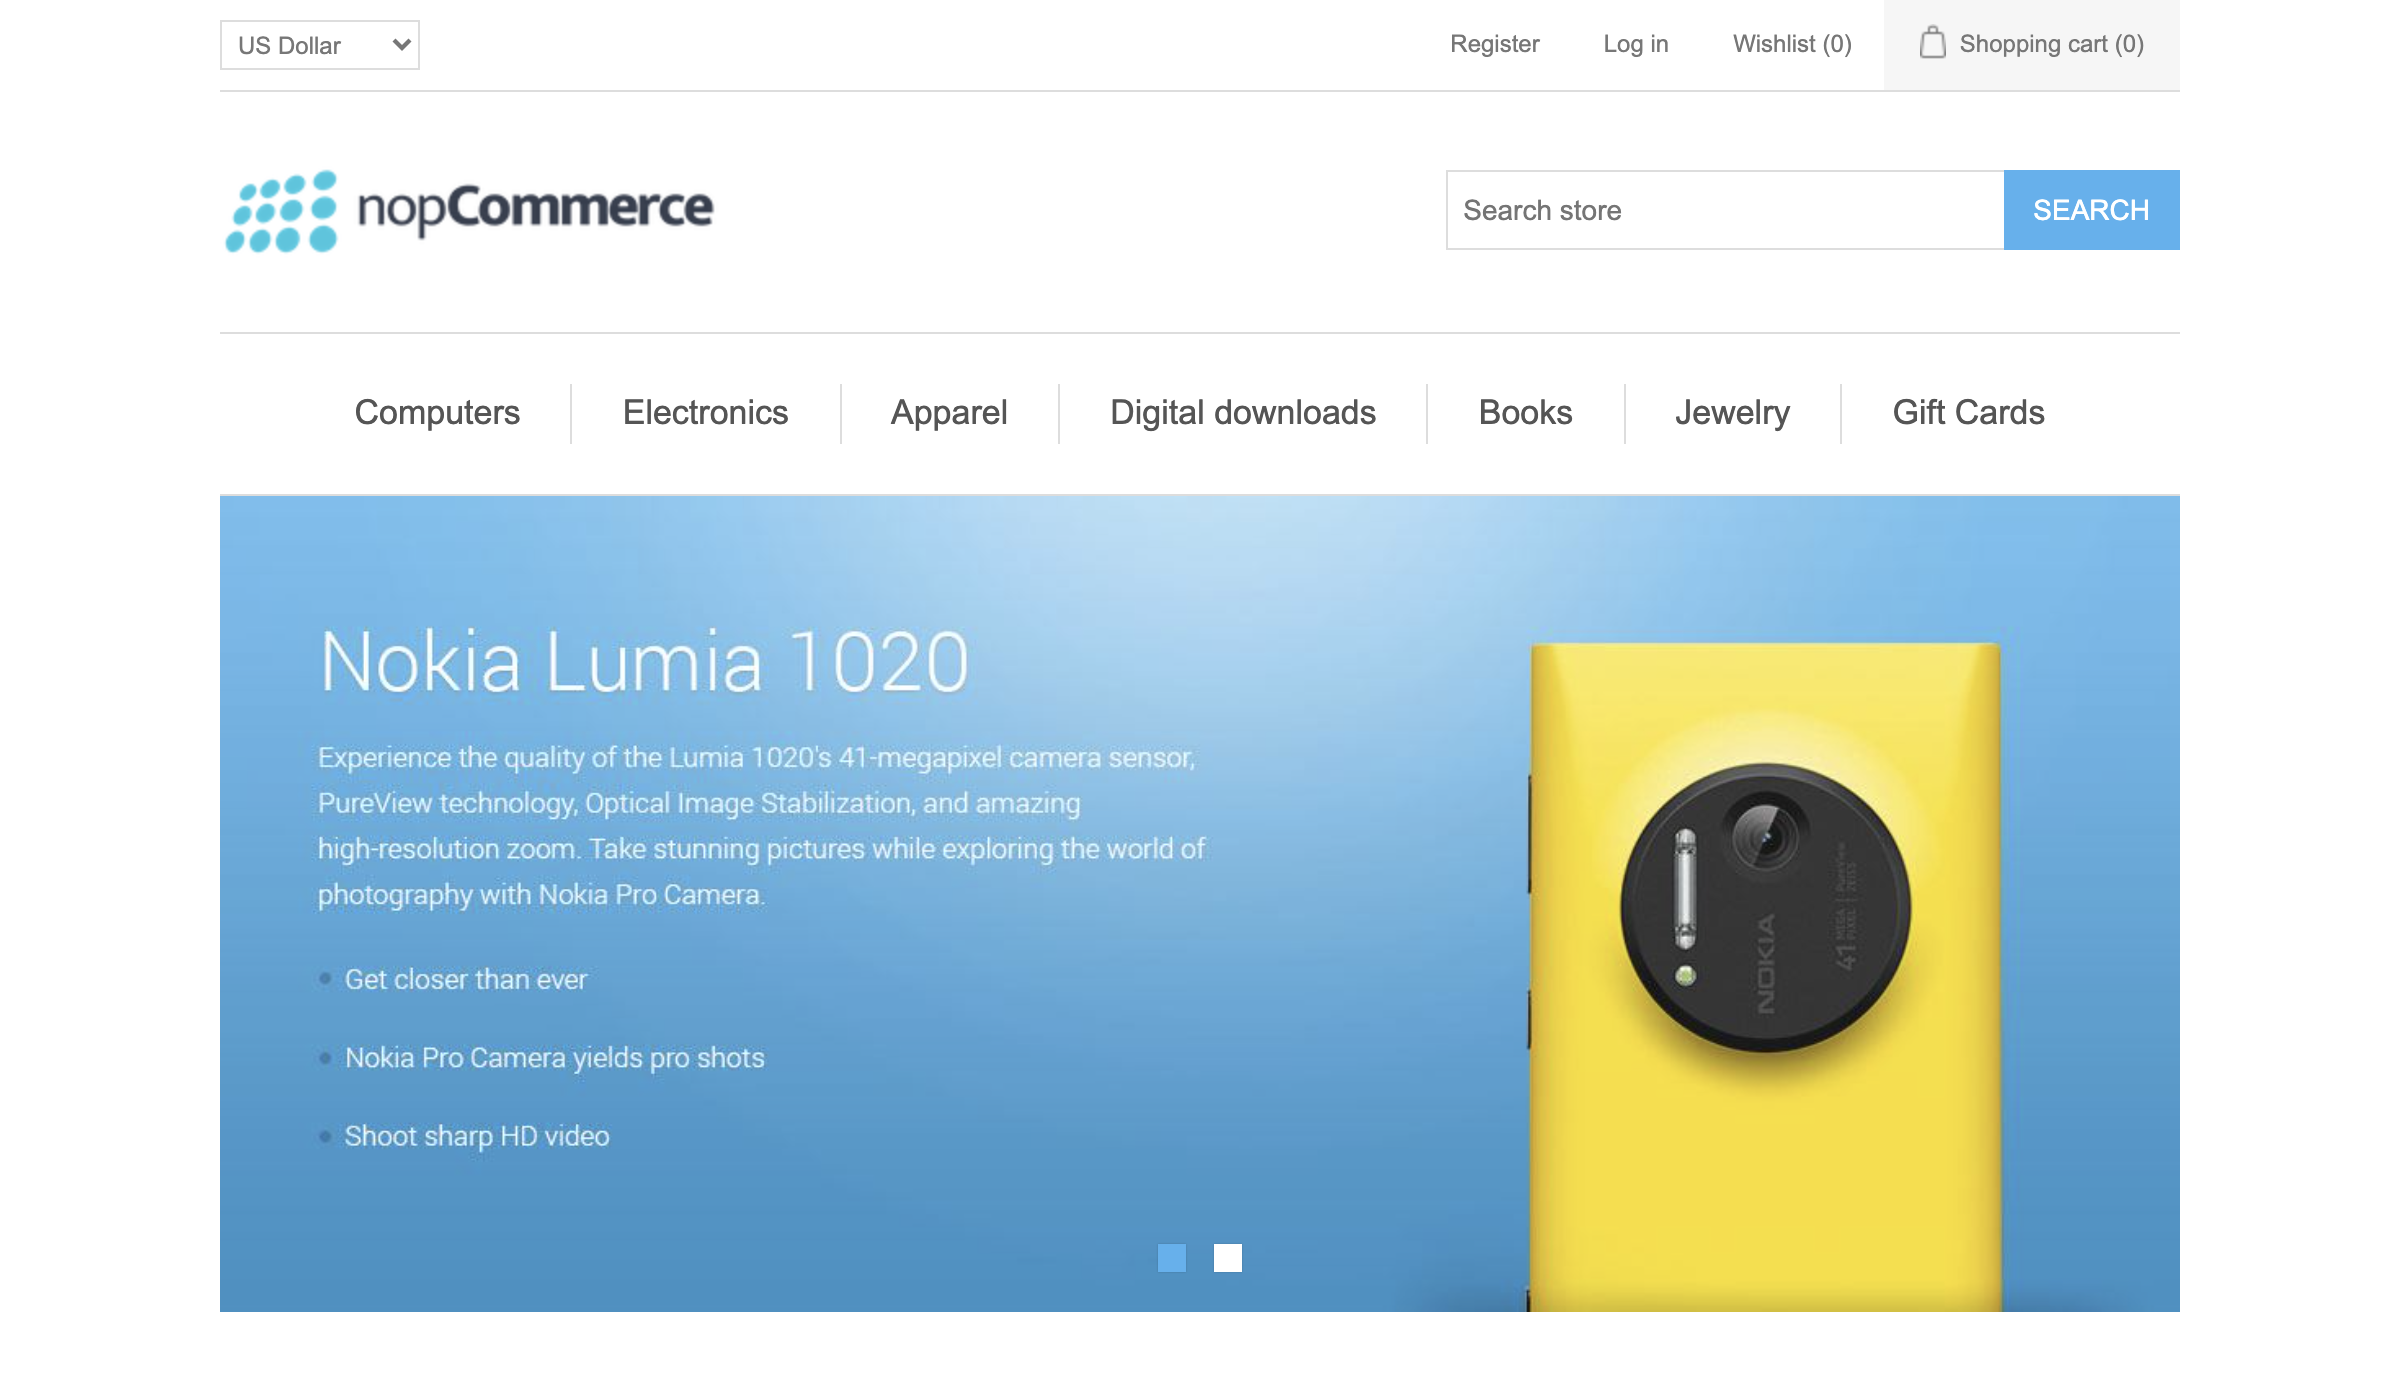 US Dollar
Register
Log in
Wishlist (0)
Shopping cart (0)
nopCommerce
Search store
SEARCH
Computers
Electronics
Apparel
Digital downloads
Books
Jewelry
Gift Cards
Nokia Lumia 1020
Experience the quality of the Lumia 1020's 41-megapixel camera sensor,
PureView technology, Optical Image Stabilization, and amazing
high-resolution zoom. Take stunning pictures while exploring the world of
photography with Nokia Pro Camera.
Get closer than ever
Nokia Pro Camera yields pro shots
Shoot sharp HD video
NOKIA
41 MEGA PIXEL
PureView
ZEISS